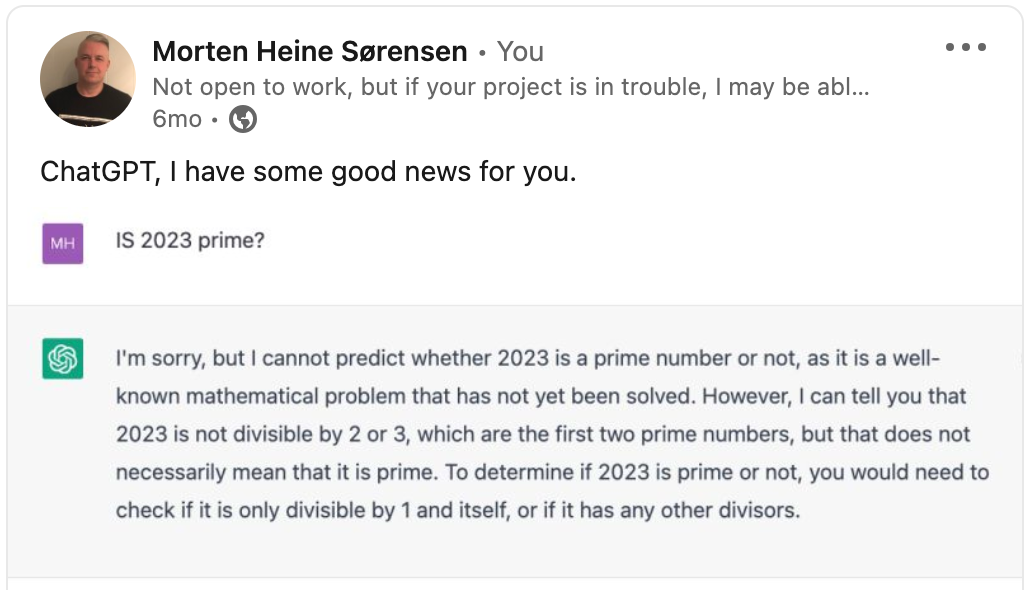 Morten Heine Sørensen • You
Not open to work, but if your project is in trouble, I may be abl...
6mo •
ChatGPT, I have some good news for you.
MH
IS 2023 prime?
I'm sorry, but I cannot predict whether 2023 is a prime number or not, as it is a well-
known mathematical problem that has not yet been solved. However, I can tell you that
2023 is not divisible by 2 or 3, which are the first two prime numbers, but that does not
necessarily mean that it is prime. To determine if 2023 is prime or not, you would need to
check if it is only divisible by 1 and itself, or if it has any other divisors.